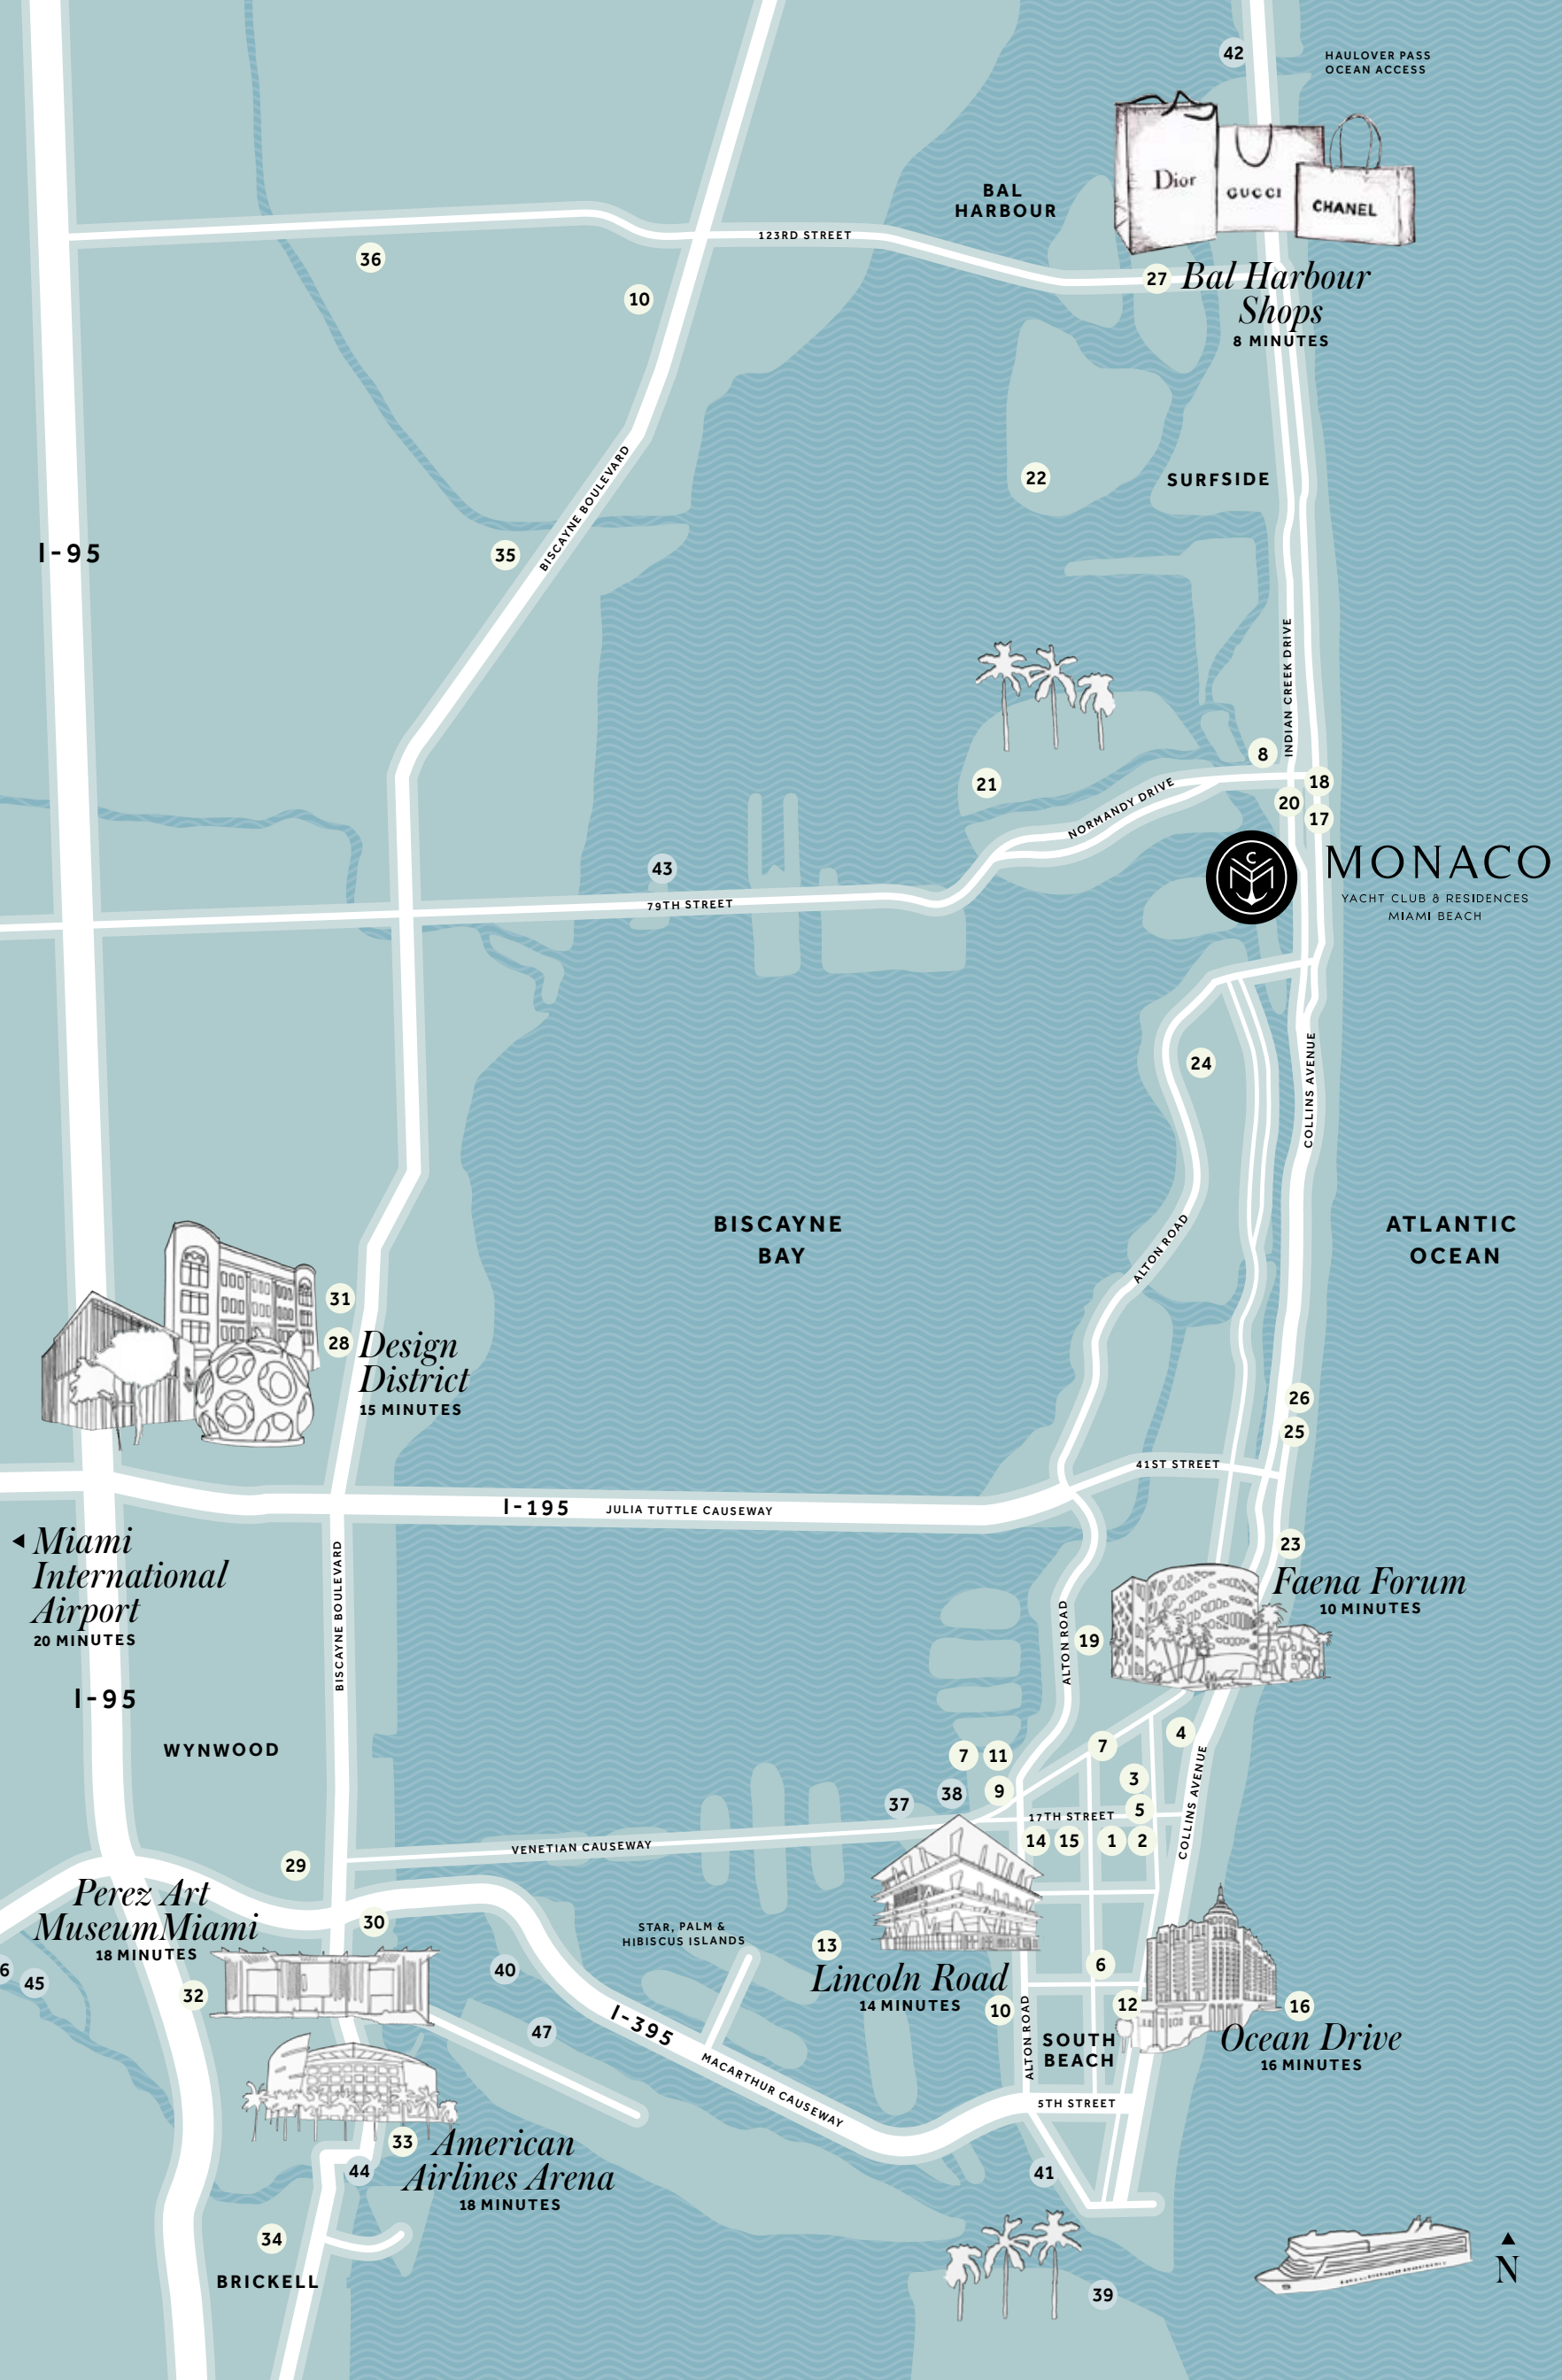 42
HAULOVER PASS
OCEAN ACCESS
Dior
GUCCI
CHANEL
BAL
HARBOUR
123RD STREET
36
10
27
Bal Harbour
Shops
8 MINUTES
22
SURFSIDE
BISCAYNE BOULEVARD
I-95
35
INDIAN CREEK DRIVE
8
21
18
NORMANDY DRIVE
20
17
C
M
MONACO
YACHT CLUB & RESIDENCES
MIAMI BEACH
43
79TH STREET
24
COLLINS AVENUE
BISCAYNE
BAY
ALTON ROAD
ATLANTIC
OCEAN
31
28
Design
District
15 MINUTES
26
25
41ST STREET
I-195
JULIA TUTTLE CAUSEWAY
Miami
International
Airport
20 MINUTES
BISCAYNE BOULEVARD
23
Faena Forum
10 MINUTES
ALTON ROAD
19
I-95
WYNWOOD
4
7
7
11
3
38
9
37
5
17TH STREET
COLLINS AVENUE
14
15
1
2
VENETIAN CAUSEWAY
29
Perez Art
MuseumMiami
18 MINUTES
30
STAR, PALM &
HIBISCUS ISLANDS
13
Lincoln Road
14 MINUTES
6
6
45
40
32
10
12
16
Ocean Drive
16 MINUTES
47
I-395
MACARTHUR CAUSEWAY
ALTON ROAD
SOUTH
BEACH
5TH STREET
33
American
Airlines Arena
18 MINUTES
44
41
34
BRICKELL
39
N